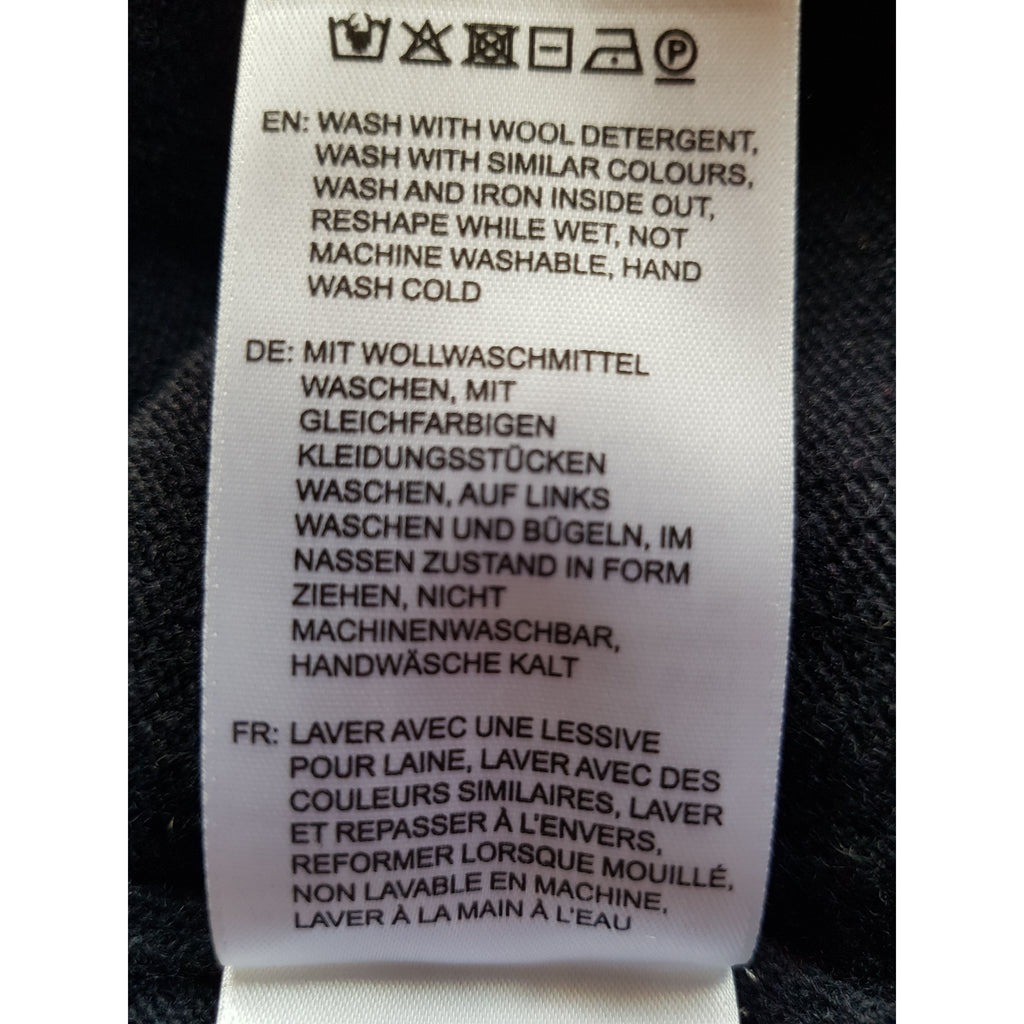 P
EN: WASH WITH WOOL DETERGENT,
WASH WITH SIMILAR COLOURS,
WASH AND IRON INSIDE OUT,
RESHAPE WHILE WET, NOT
MACHINE WASHABLE, HAND
WASH COLD
DE: MIT WOLLWASCHMITTEL
WASCHEN, MIT
GLEICHFARBIGEN
KLEIDUNGSSTÜCKEN
WASCHEN, AUF LINKS
WASCHEN UND BÜGELN, IM
NASSEN ZUSTAND IN FORM
ZIEHEN, NICHT
MACHINENWASCHBAR,
HANDWÄSCHE KALT
FR: LAVER AVEC UNE LESSIVE
POUR LAINE, LAVER AVEC DES
COULEURS SIMILAIRES, LAVER
ET REPASSER À L'ENVERS,
REFORMER LORSQUE MOUILLÉ,
NON LAVABLE EN MACHINE,
LAVER À LA MAIN À L'EAU